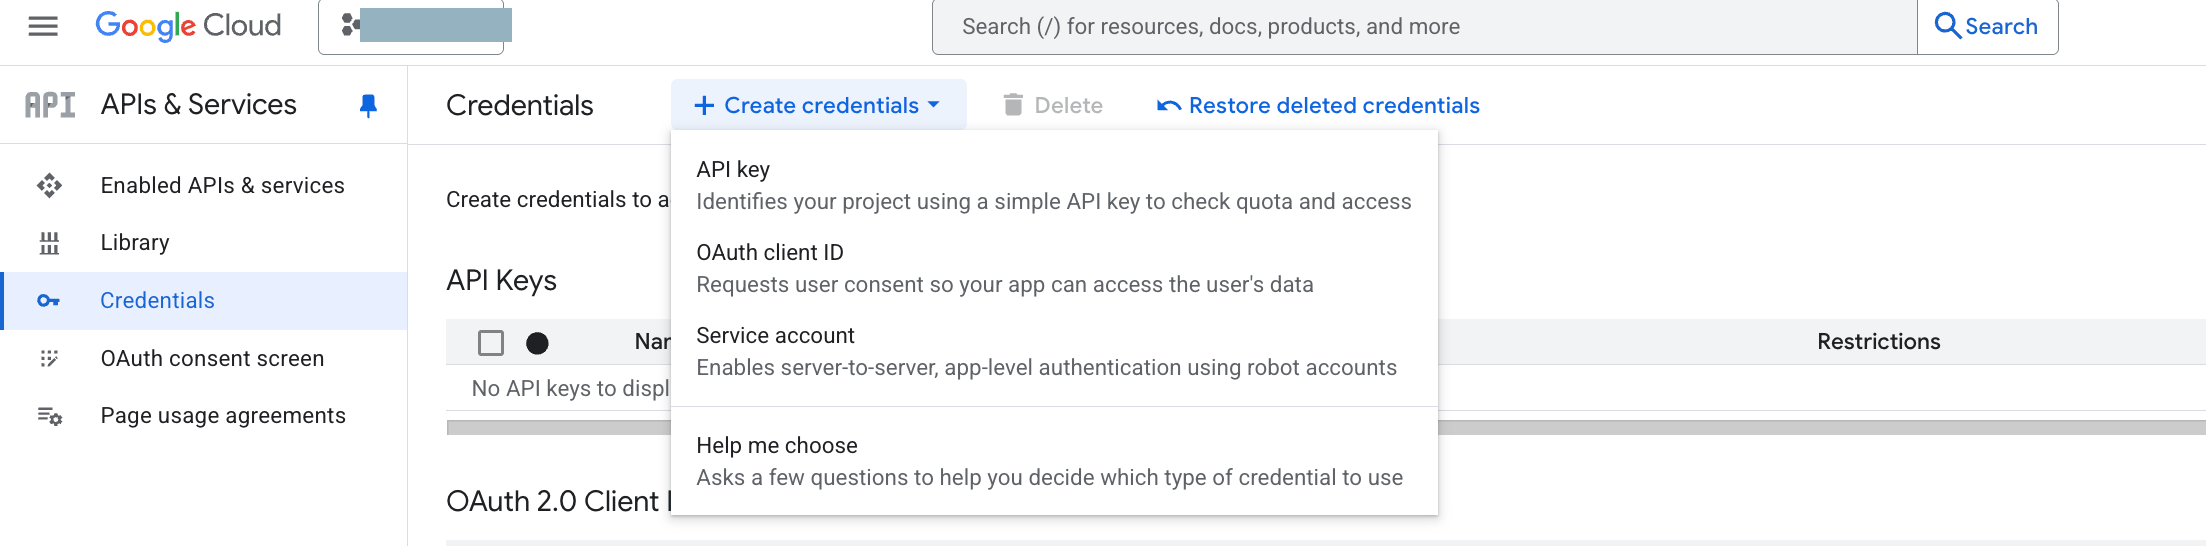 Google Cloud
Search (/) for resources, docs, products, and more
Search
API
APIs & Services
Credentials
Create credentials
Delete
Restore deleted credentials
Enabled APIs & services
Library
Credentials
OAuth consent screen
Page usage agreements
Create credentials to a
API key
Identifies your project using a simple API key to check quota and access
OAuth client ID
Requests user consent so your app can access the user's data
Service account
Enables server-to-server, app-level authentication using robot accounts
Help me choose
Asks a few questions to help you decide which type of credential to use
API Keys
Nar
Restrictions
No API keys to displ
OAuth 2.0 Client